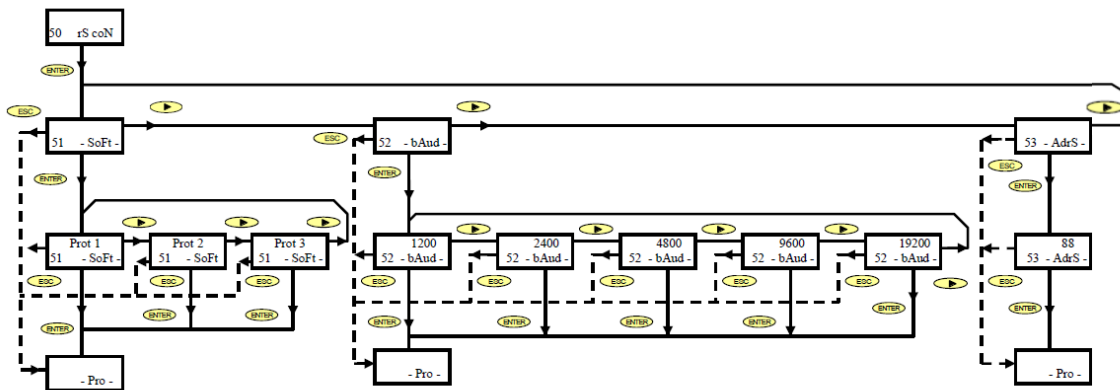 50 rS coN
ENTER
ESC
51 - SoFt -
ESC
52 - bAud -
53 - AdrS -
ESC
ENTER
ENTER
ENTER
Prot 1
51 - SoFt -
Prot 2
51 - SoFt
Prot 3
51 - SoFt -
1200
52 - bAud -
2400
52 - bAud -
4800
52 - bAud -
9600
52 - bAud -
19200
52 - bAud -
88
53 - AdrS -
ESC
ESC
ESC
ESC
ESC
ESC
ESC
ESC
ESC
ENTER
ENTER
ENTER
ENTER
ENTER
ENTER
ENTER
ENTER
ENTER
- Pro -
- Pro -
- Pro -